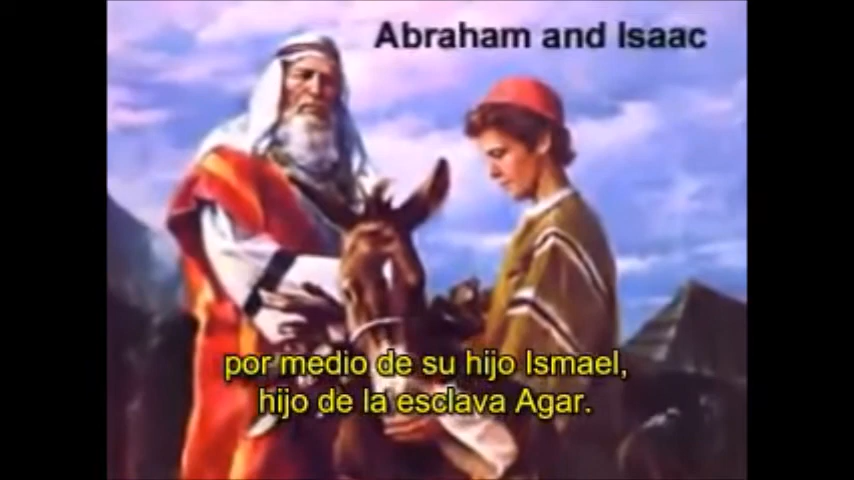 Abraham and Isaac
por medio de su hijo Ismael,
hijo de la esclava Agar.